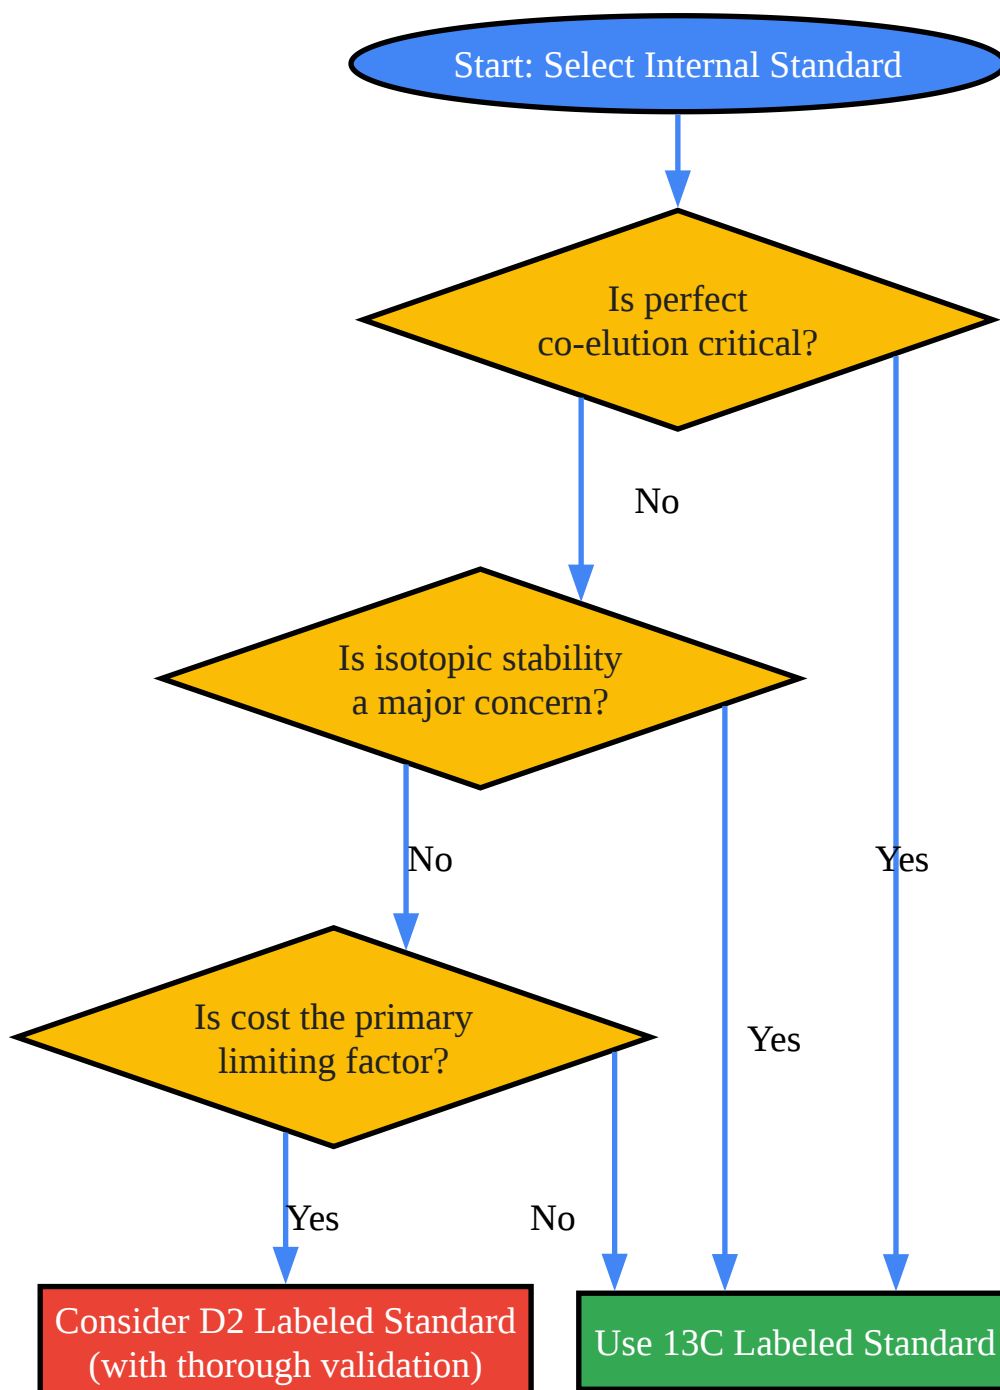 Start: Select Internal Standard
Is perfect
co-elution critical?
No
Is isotopic stability
a major concern?
No
Yes
Is cost the primary
limiting factor?
Yes
Yes
No
Consider D2 Labeled Standard
(with thorough validation)
Use 13C Labeled Standard